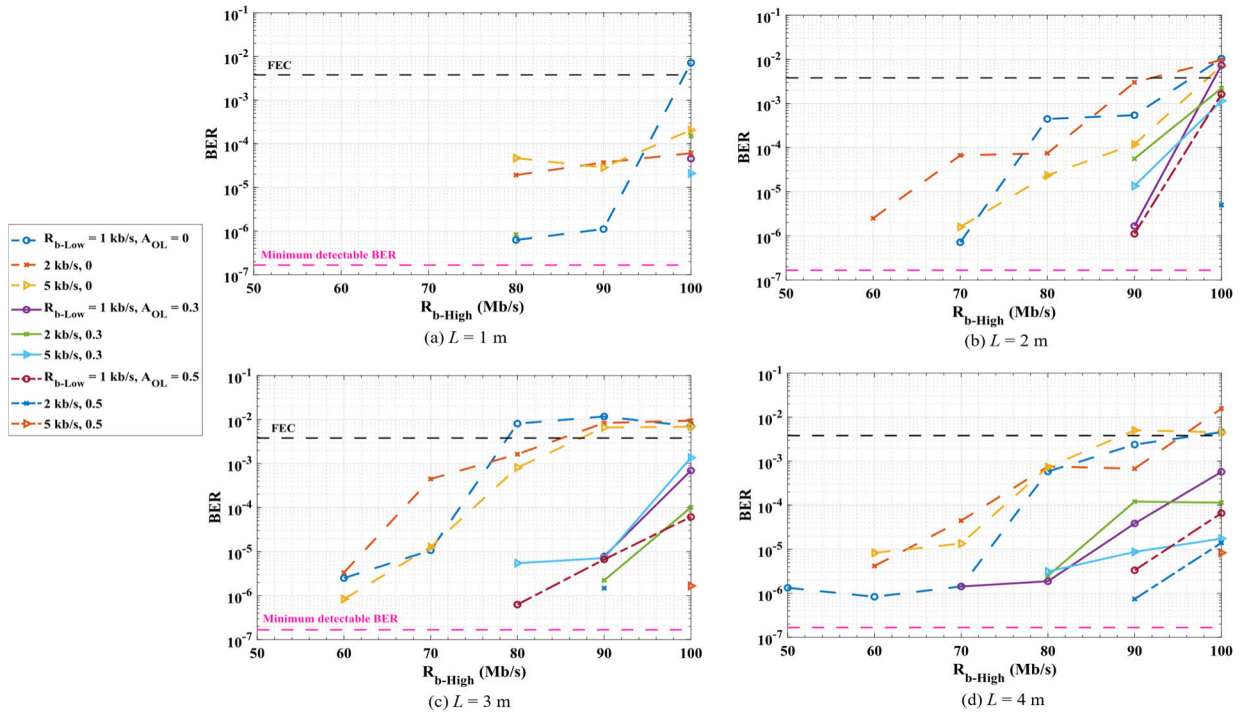 10^-1
10^-2
10^-3
10^-4
10^-5
10^-6
10^-7
BER
FEC
Minimum detectable BER
50 60 70 80 90 100
R_b-High (Mb/s)
(a) L = 1 m
10^-1
10^-2
10^-3
10^-4
10^-5
10^-6
10^-7
BER
50 60 70 80 90 100
R_b-High (Mb/s)
(b) L = 2 m
R_b-Low = 1 kb/s, A_OL = 0
2 kb/s, 0
5 kb/s, 0
R_b-Low = 1 kb/s, A_OL = 0.3
2 kb/s, 0.3
5 kb/s, 0.3
R_b-Low = 1 kb/s, A_OL = 0.5
2 kb/s, 0.5
5 kb/s, 0.5
10^-1
10^-2
10^-3
10^-4
10^-5
10^-6
10^-7
BER
FEC
Minimum detectable BER
50 60 70 80 90 100
R_b-High (Mb/s)
(c) L = 3 m
10^-1
10^-2
10^-3
10^-4
10^-5
10^-6
10^-7
BER
50 60 70 80 90 100
R_b-High (Mb/s)
(d) L = 4 m